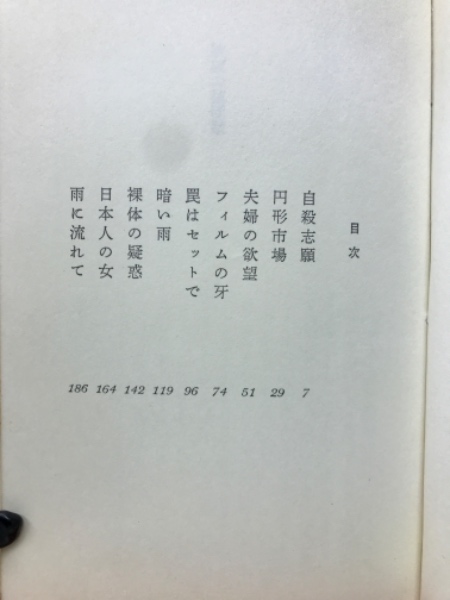 目次
自殺志願 7
円形市場 29
夫婦の欲望 51
フィルムの牙 74
罠はセットで 96
暗い雨 119
裸体の疑惑 142
日本人の女 164
雨に流れて 186